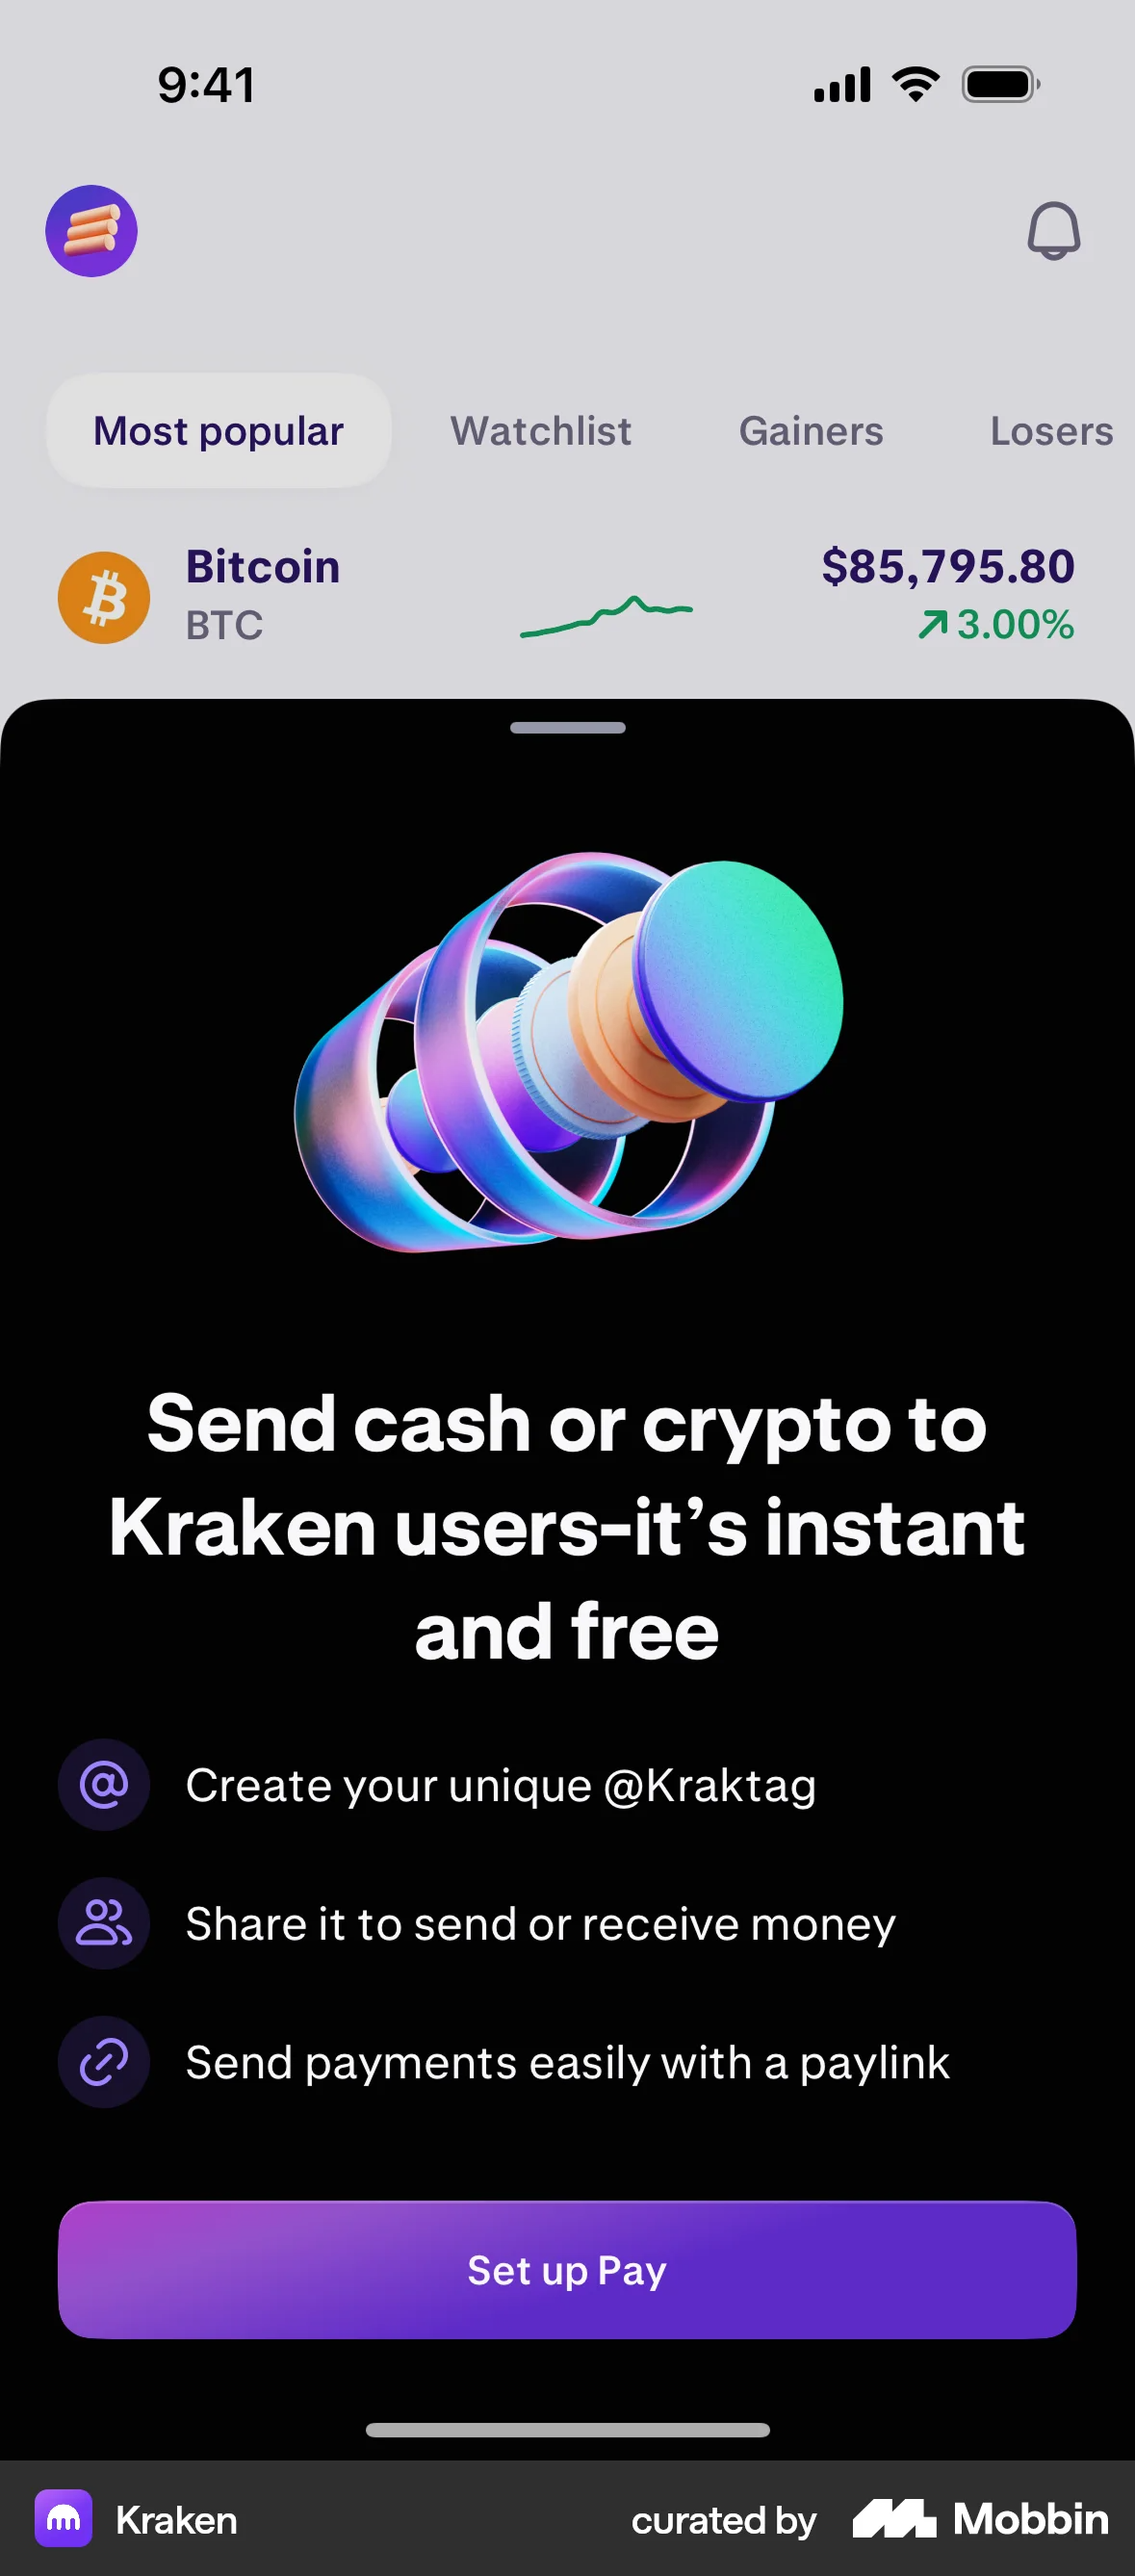 9:41
Most popular Watchlist Gainers Losers
Bitcoin $85,795.80
BTC 3.00%
Send cash or crypto to
Kraken users-it’s instant
and free
Create your unique @Kraktag
Share it to send or receive money
Send payments easily with a paylink
Set up Pay
Kraken curated by Mobbin